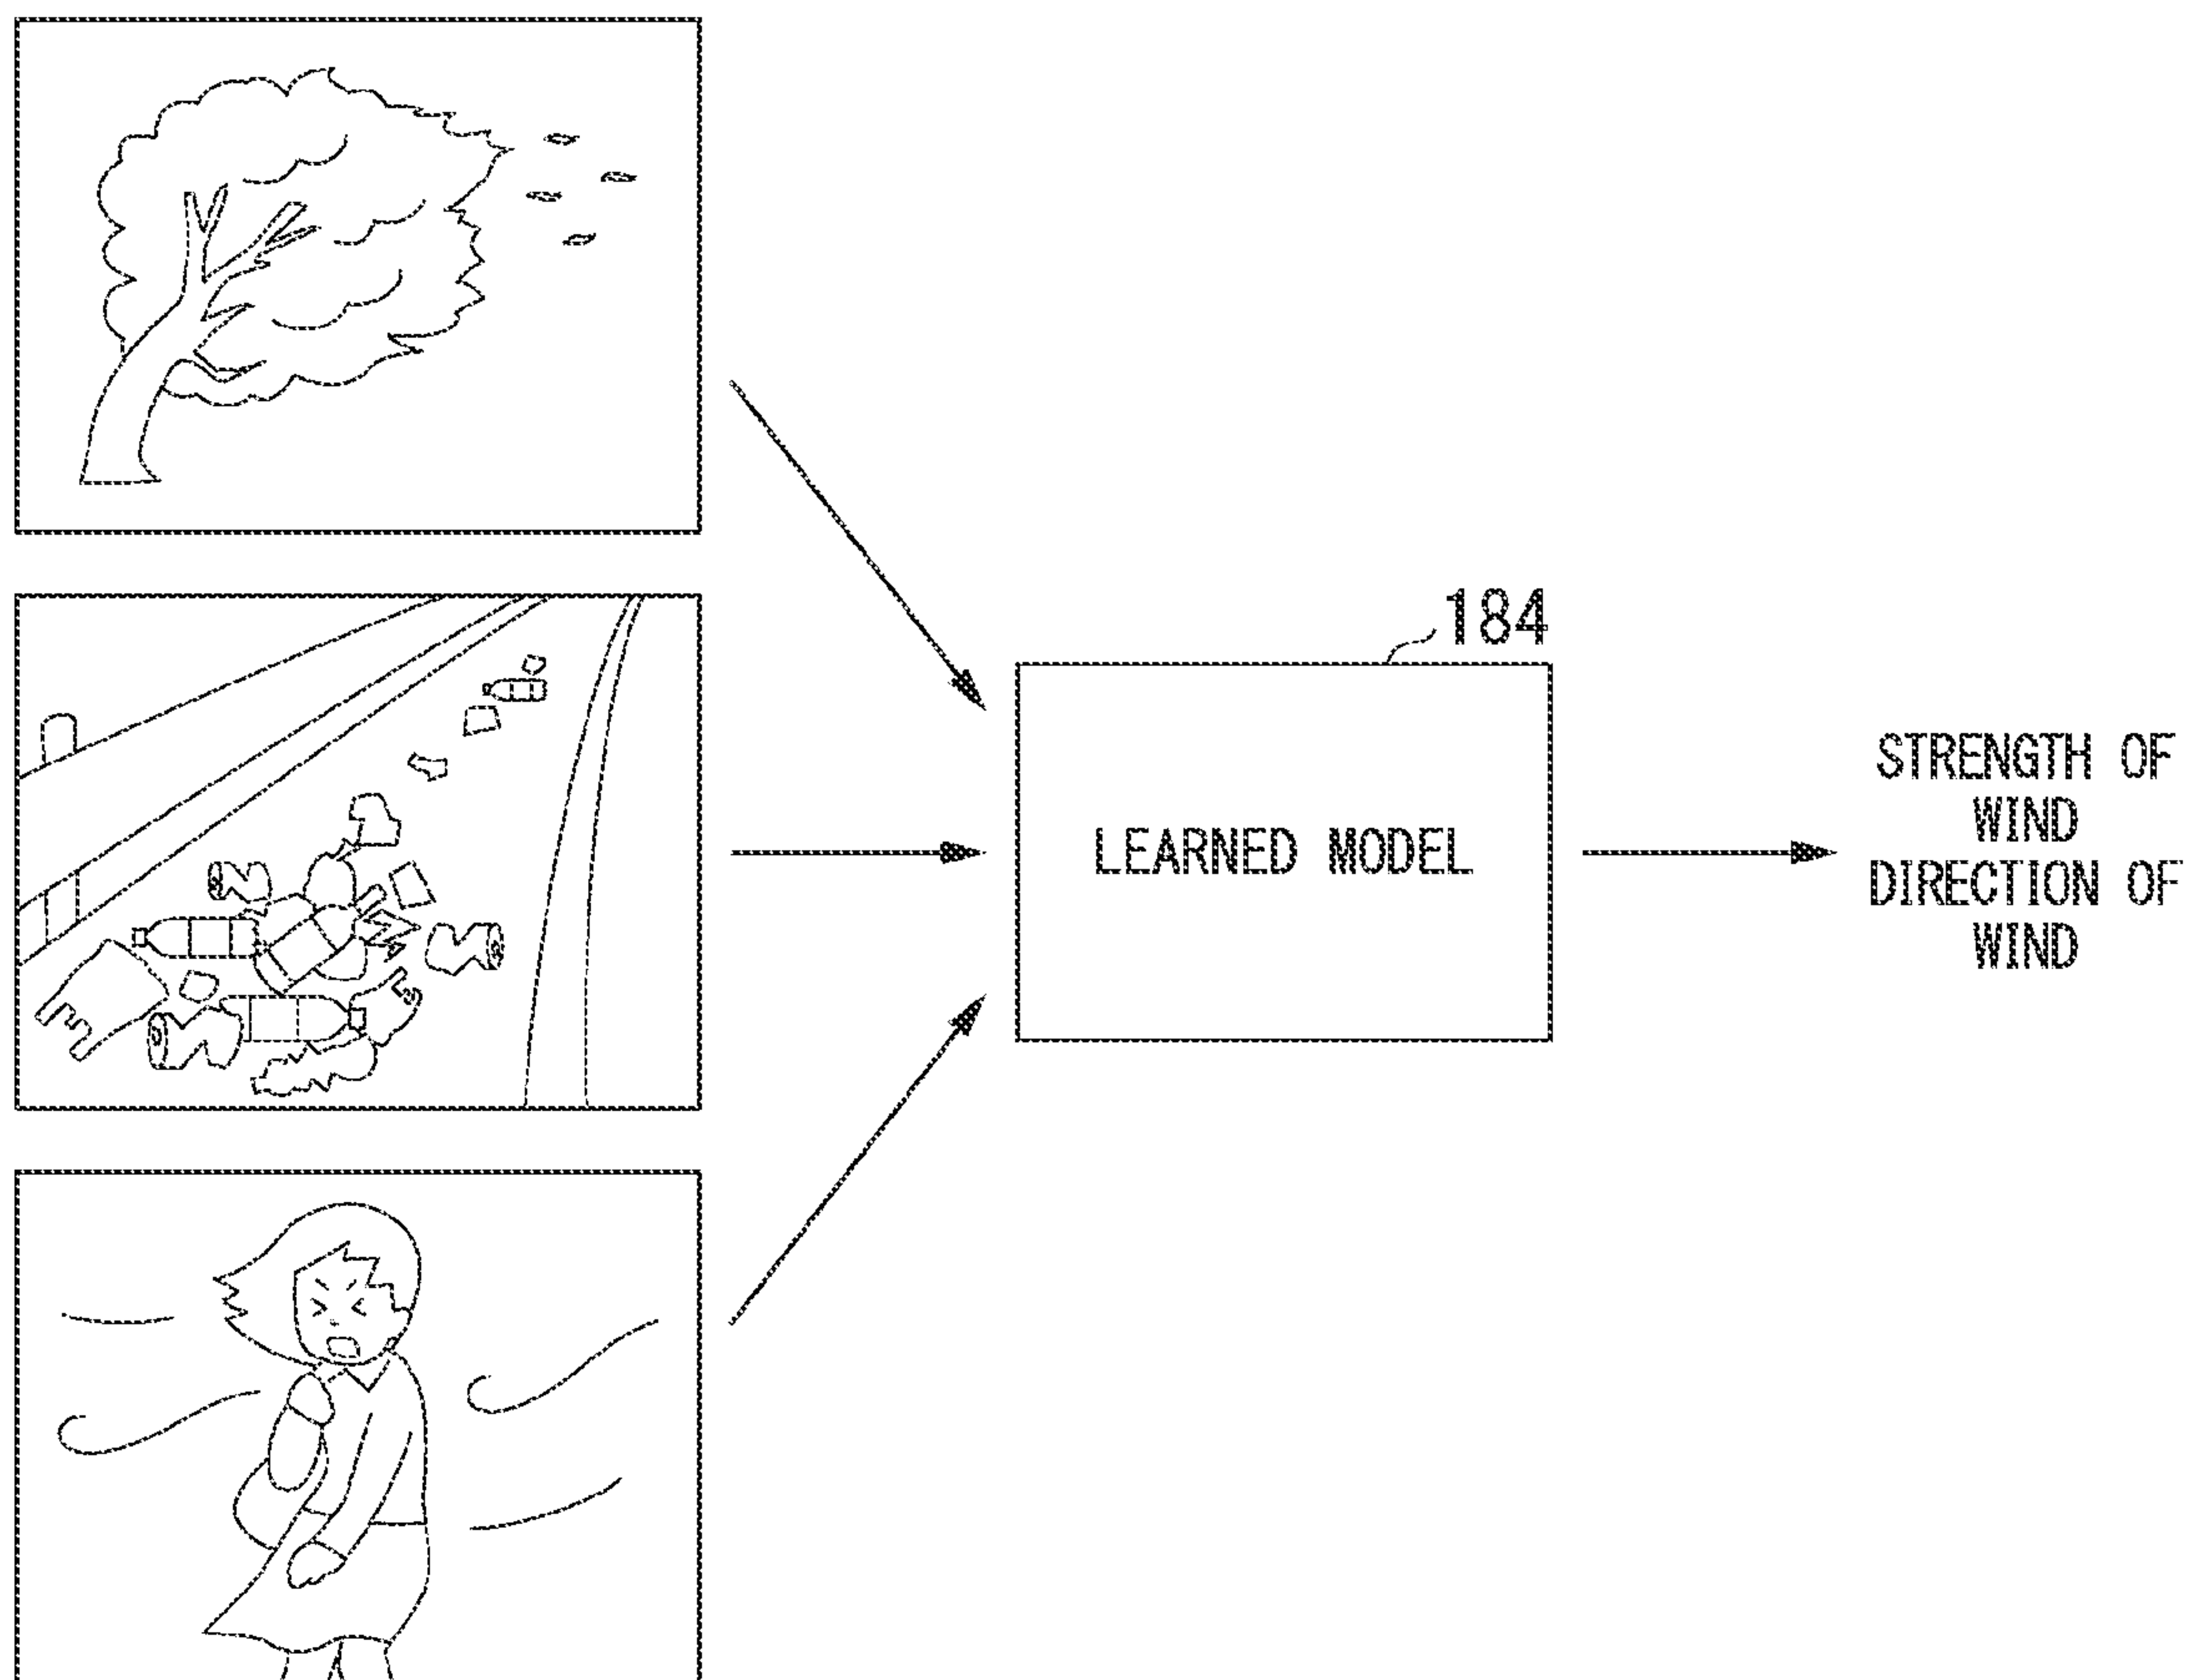 184
LEARNED MODEL
STRENGTH OF
WIND
DIRECTION OF
WIND